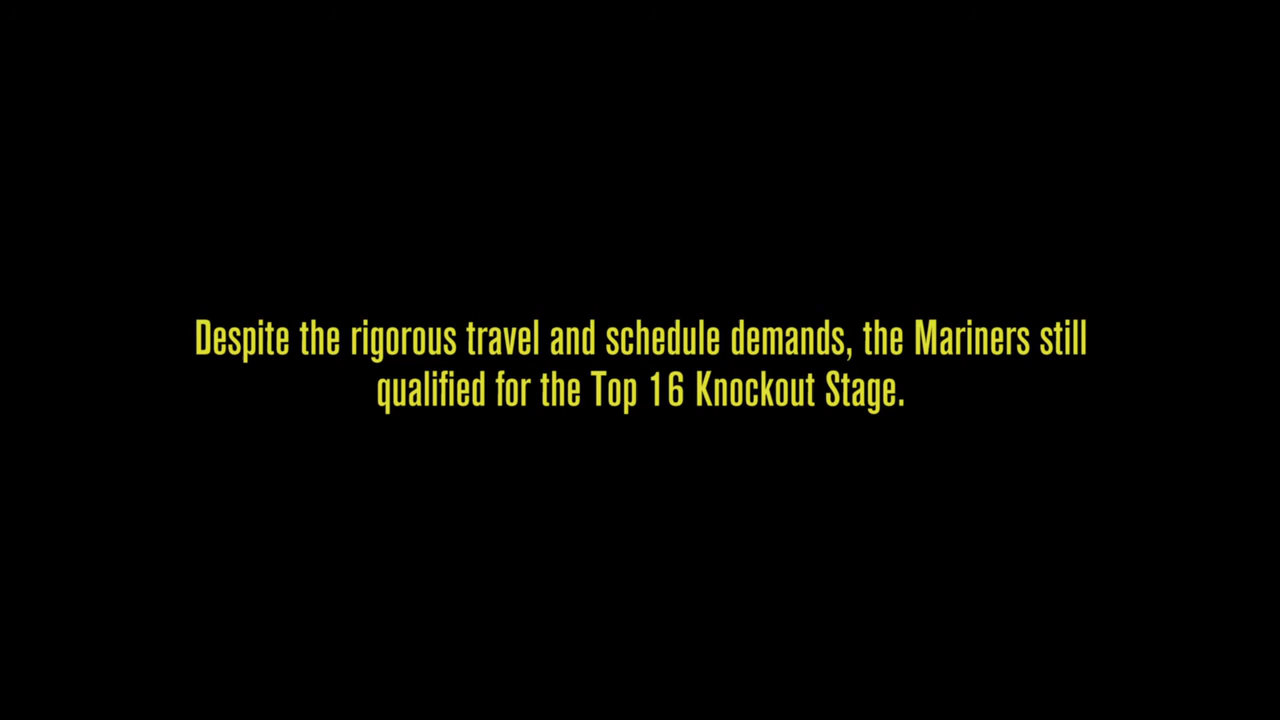 Despite the rigorous travel and schedule demands, the Mariners still
qualified for the Top 16 Knockout Stage.